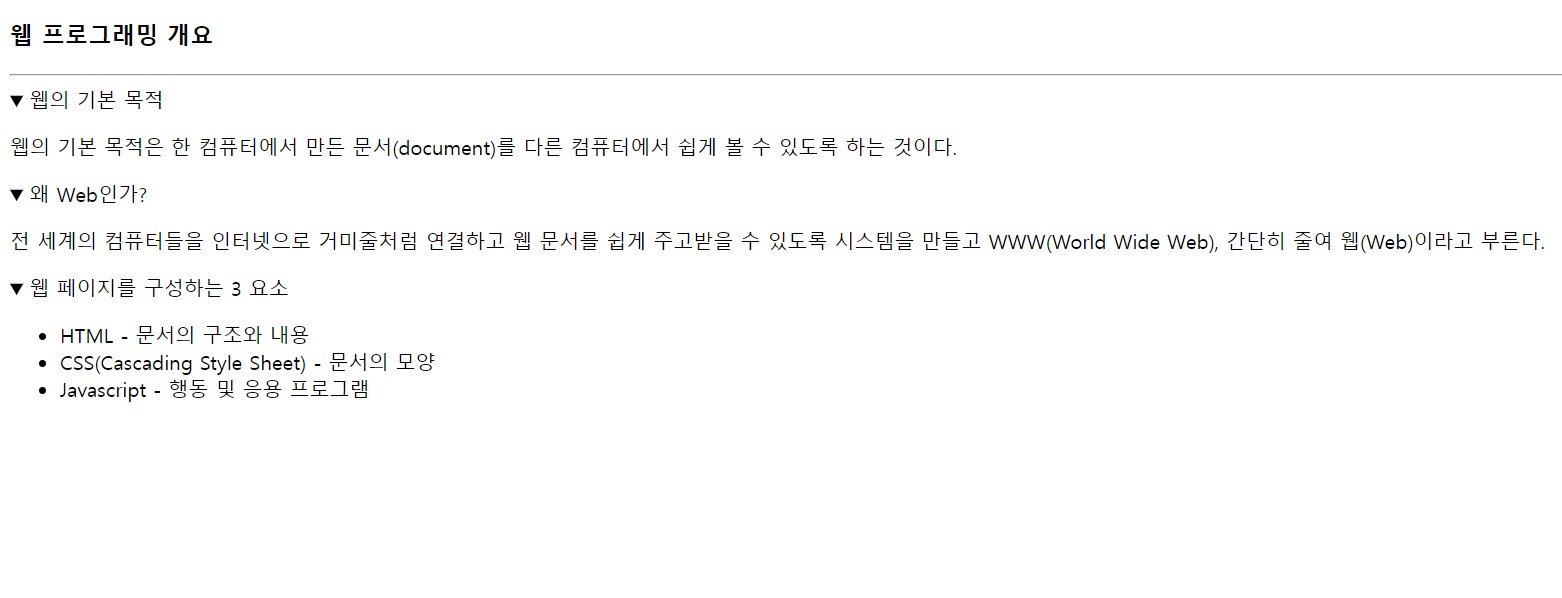 웹 프로그래밍 개요
웹의 기본 목적
웹의 기본 목적은 한 컴퓨터에서 만든 문서(document)를 다른 컴퓨터에서 쉽게 볼 수 있도록 하는 것이다.
왜 Web인가?
전 세계의 컴퓨터들을 인터넷으로 거미줄처럼 연결하고 웹 문서를 쉽게 주고받을 수 있도록 시스템을 만들고 WWW(World Wide Web), 간단히 줄여 웹(Web)이라고 부른다.
웹 페이지를 구성하는 3 요소
HTML - 문서의 구조와 내용
CSS(Cascading Style Sheet) - 문서의 모양
Javascript - 행동 및 응용 프로그램